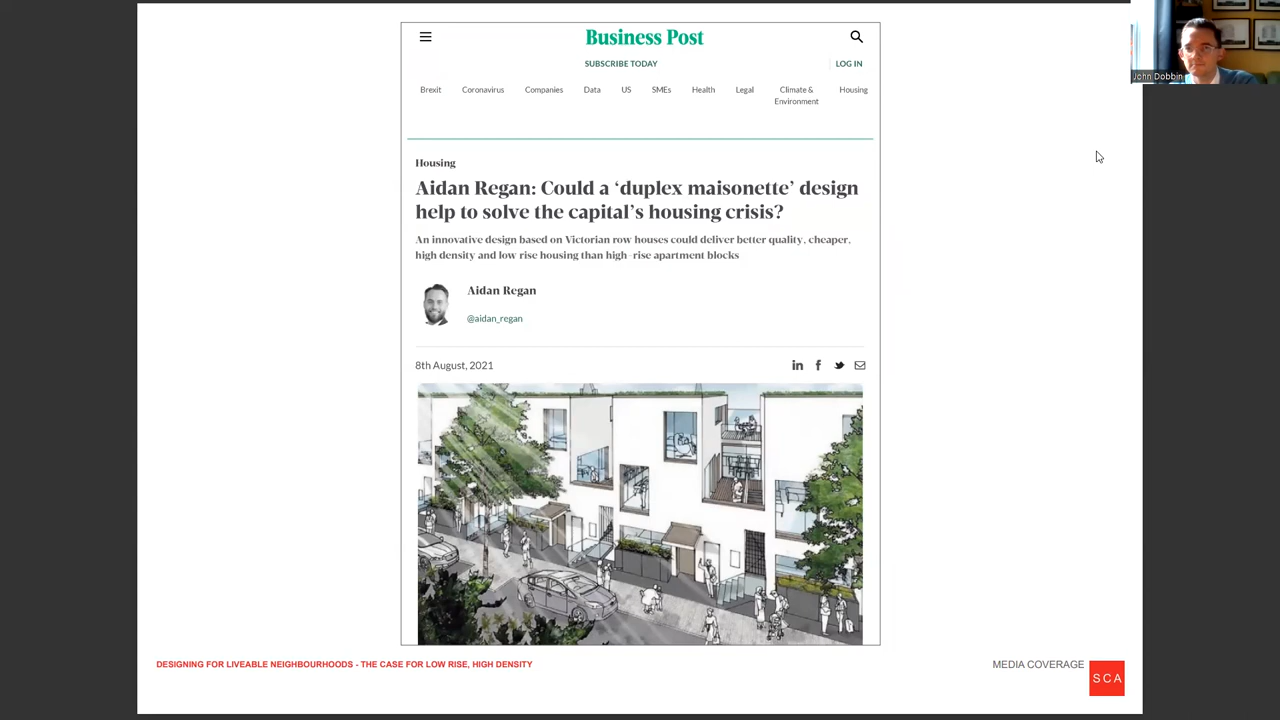 Business Post
SUBSCRIBE TODAY
LOG IN
Brexit Coronavirus Companies Data US SMEs Health Legal Climate & Environment Housing
Housing
Aidan Regan: Could a ‘duplex maisonette’ design
help to solve the capital’s housing crisis?
An innovative design based on Victorian row houses could deliver better quality, cheaper,
high density and low rise housing than high-rise apartment blocks
Aidan Regan
@aidan_regan
8th August, 2021
in f
John Dobbin
DESIGNING FOR LIVEABLE NEIGHBOURHOODS - THE CASE FOR LOW RISE, HIGH DENSITY
MEDIA COVERAGE
SCA